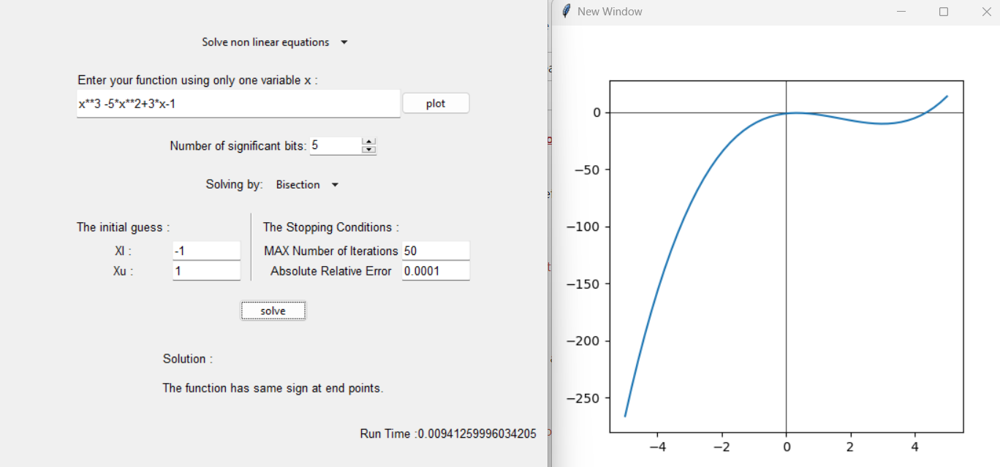 Solve non linear equations
Enter your function using only one variable x :
x**3 -5*x**2+3*x-1
plot
Number of significant bits: 5
Solving by: Bisection
The initial guess :
Xl : -1
Xu : 1
The Stopping Conditions :
MAX Number of Iterations 50
Absolute Relative Error 0.0001
solve
Solution :
The function has same sign at end points.
Run Time :0.00941259996034205
New Window
0
−50
−100
−150
−200
−250
−4 −2 0 2 4